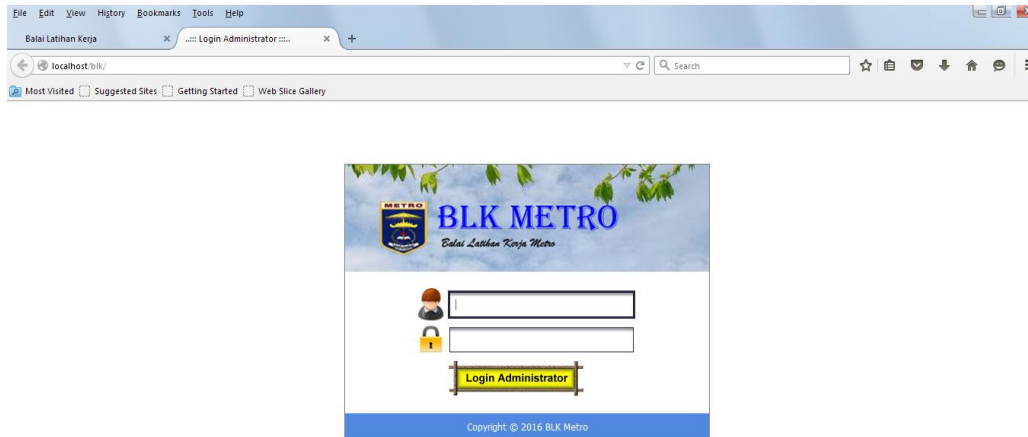 File Edit View History Bookmarks Tools Help
Balai Latihan Kerja ..::: Login Administrator :::..
localhost/blk/ Search
Most Visited Suggested Sites Getting Started Web Slice Gallery
METRO
BLK METRO
Balai Latihan Kerja Metro
Login Administrator
Copyright © 2016 BLK Metro